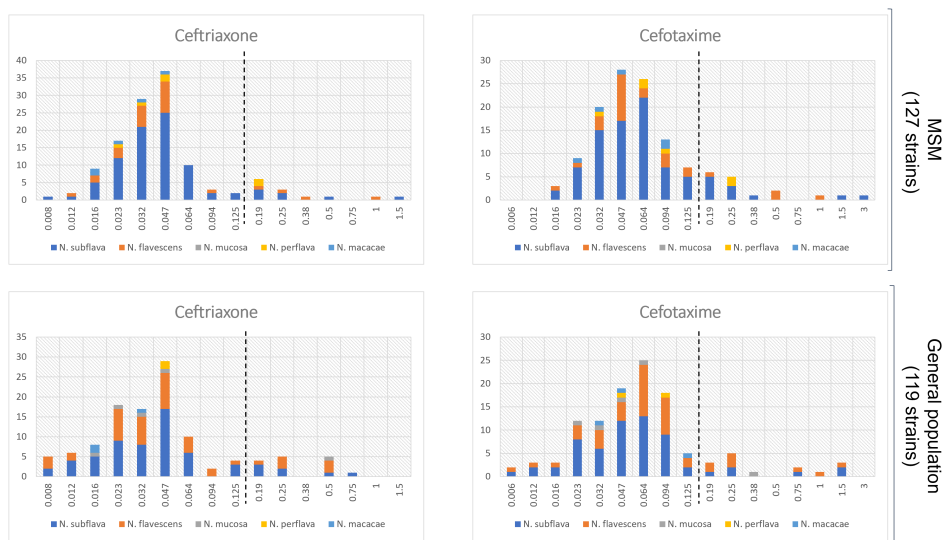 Ceftriaxone
40
35
30
25
20
15
10
5
0
0.008 0.012 0.016 0.023 0.032 0.047 0.064 0.094 0.125 0.19 0.25 0.38 0.5 0.75 1 1.5
N. subflava N. flavescens N. mucosa N. perflava N. macacae
Cefotaxime
30
25
20
15
10
5
0
0.006 0.012 0.016 0.023 0.032 0.047 0.064 0.094 0.125 0.19 0.25 0.38 0.5 0.75 1 1.5 3
N. subflava N. flavescens N. mucosa N. perflava N. macacae
MSM
(127 strains)
Ceftriaxone
35
30
25
20
15
10
5
0
0.008 0.012 0.016 0.023 0.032 0.047 0.064 0.094 0.125 0.19 0.25 0.5 0.75 1 1.5
N. subflava N. flavescens N. mucosa N. perflava N. macacae
Cefotaxime
30
25
20
15
10
5
0
0.006 0.012 0.016 0.023 0.032 0.047 0.064 0.094 0.125 0.19 0.25 0.38 0.5 0.75 1 1.5 3
N. subflava N. flavescens N. mucosa N. perflava N. macacae
General population
(119 strains)